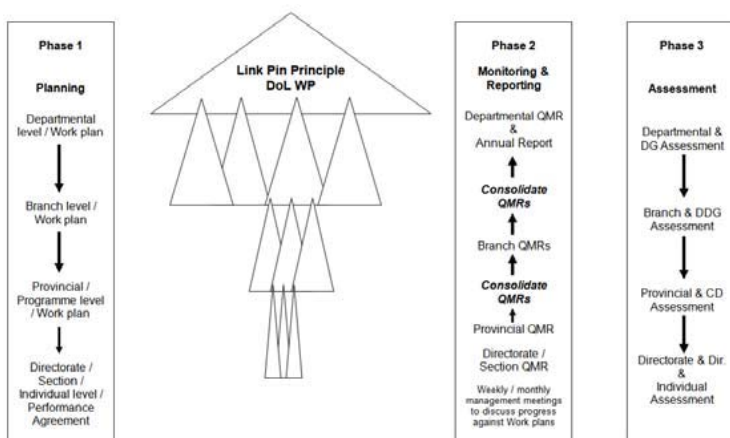 Phase 1
Planning
Departmental
level / Work plan
Branch level /
Work plan
Provincial /
Programme level
/ Work plan
Directorate /
Section /
Individual level /
Performance
Agreement
Link Pin Principle
DoL WP
Phase 2
Monitoring &
Reporting
Departmental QMR
&
Annual Report
Consolidate
QMRs
Branch QMRs
Consolidate
QMRs
Provincial QMR
Directorate /
Section QMR
Weekly / monthly
management meetings
to discuss progress
against Work plans
Phase 3
Assessment
Departmental &
DG Assessment
Branch & DDG
Assessment
Provincial & CD
Assessment
Directorate & Dir.
&
Individual
Assessment